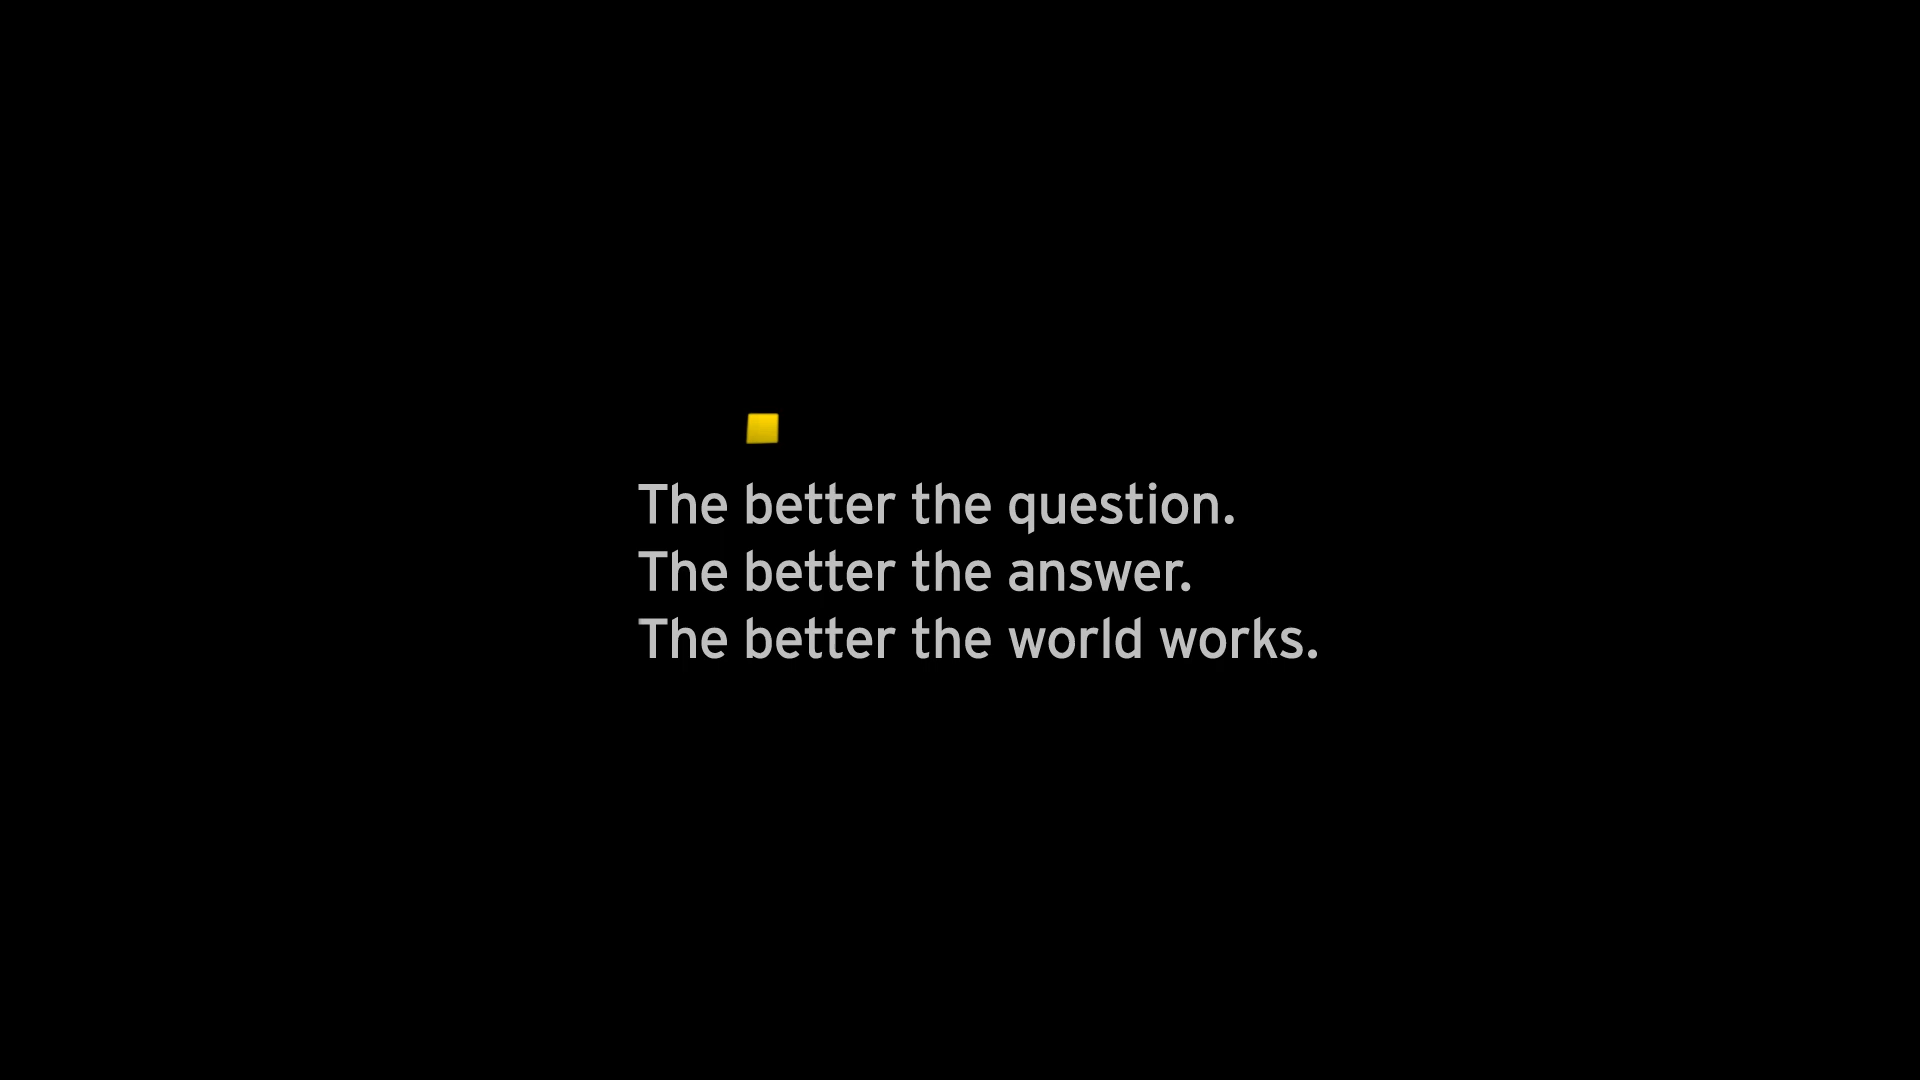 The better the question.
The better the answer.
The better the world works.